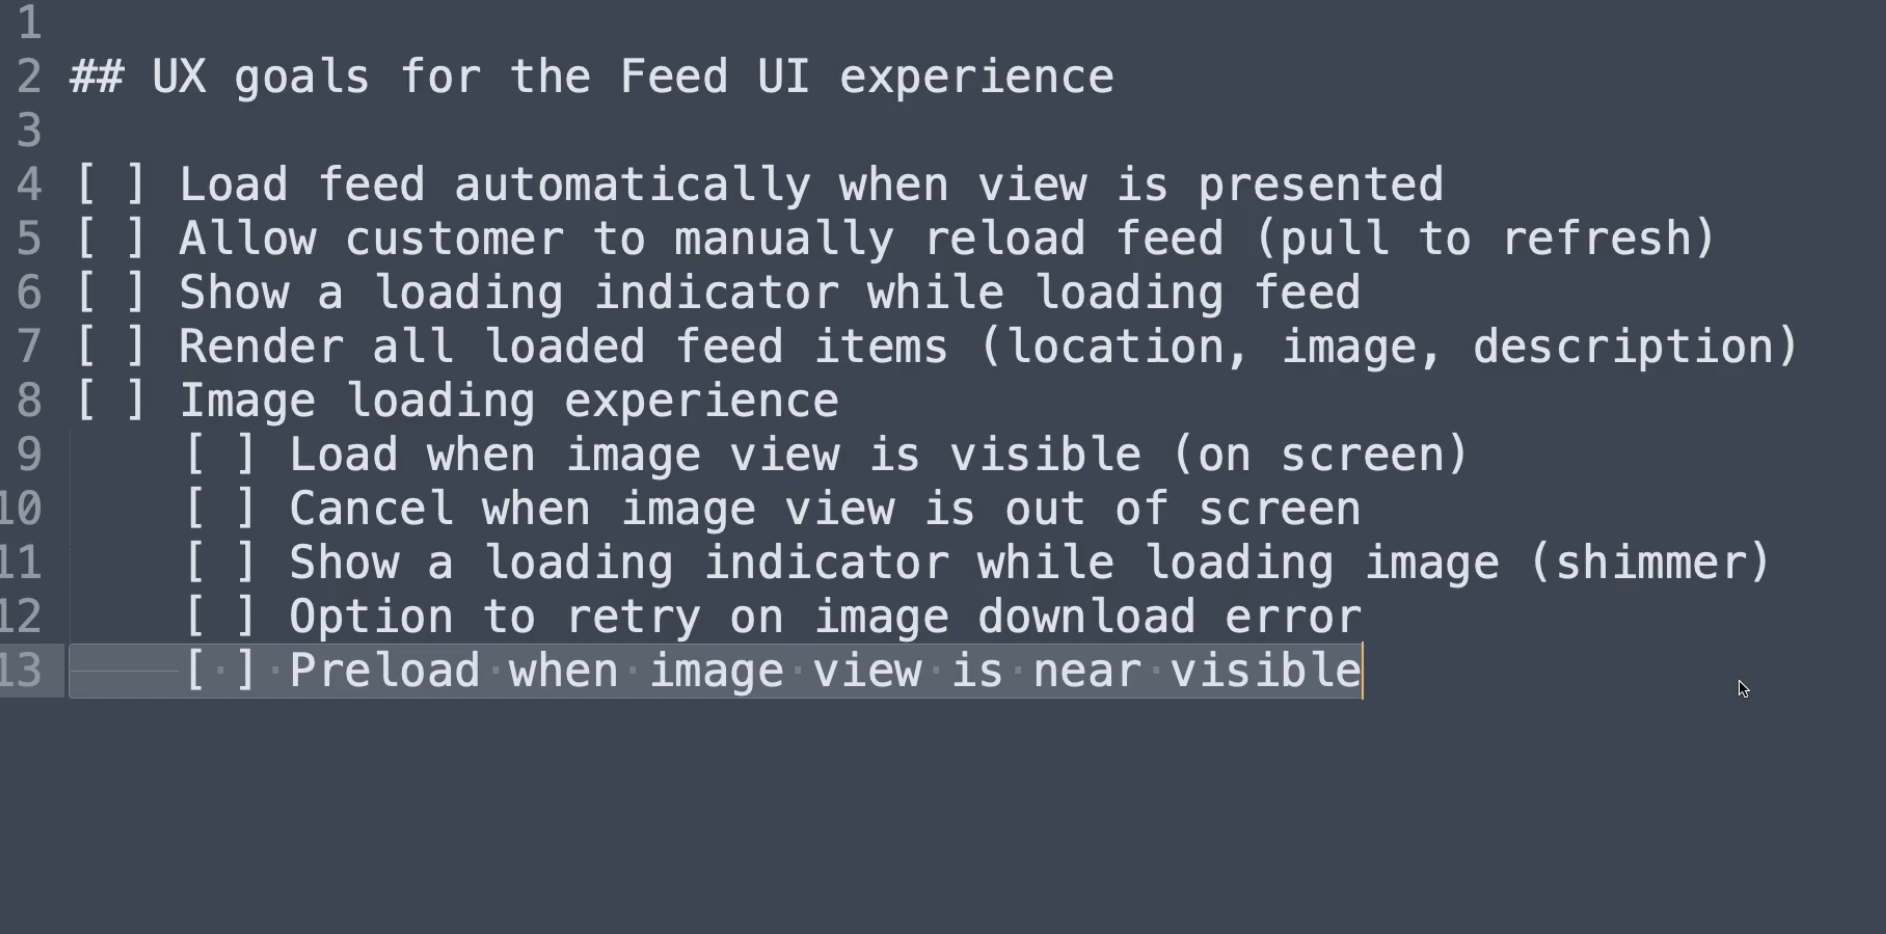 1
2 ## UX goals for the Feed UI experience
3
4 [ ] Load feed automatically when view is presented
5 [ ] Allow customer to manually reload feed (pull to refresh)
6 [ ] Show a loading indicator while loading feed
7 [ ] Render all loaded feed items (location, image, description)
8 [ ] Image loading experience
9     [ ] Load when image view is visible (on screen)
10     [ ] Cancel when image view is out of screen
11     [ ] Show a loading indicator while loading image (shimmer)
12     [ ] Option to retry on image download error
13     [ ] Preload when image view is near visible